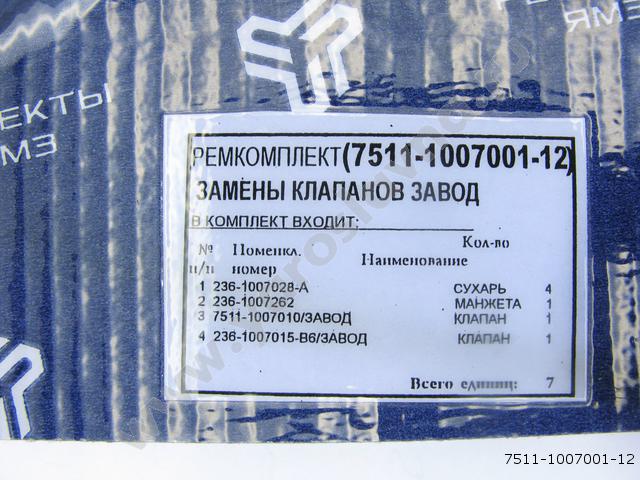 ЯМЗ
ЕКТЫ
ЯМЗ
РЕМКОМПЛЕКТ(7511-1007001-12)
ЗАМЕНЫ КЛАПАНОВ ЗАВОД
В КОМПЛЕКТ ВХОДИТ:
№ Номенкл. Кол-во
п/п номер Наименование
1 236-1007028-А СУХАРЬ 4
2 236-1007262 МАНЖЕТА 1
3 7511-1007010/ЗАВОД КЛАПАН 1
4 236-1007015-В6/ЗАВОД КЛАПАН 1
Всего единиц: 7
7511-1007001-12